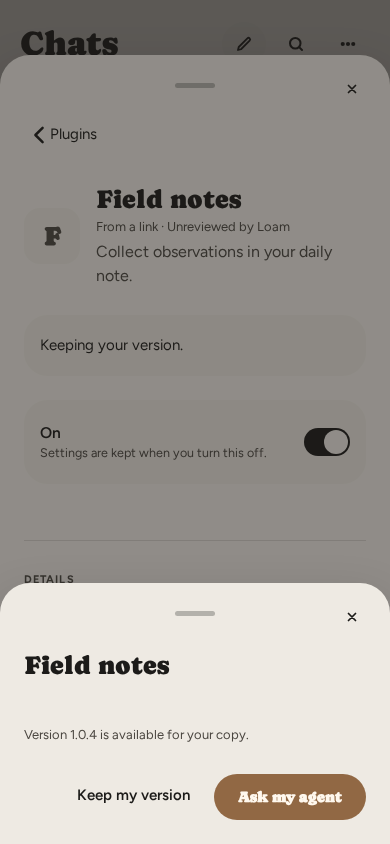 Chats
Plugins
F
Field notes
From a link · Unreviewed by Loam
Collect observations in your daily
note.
Keeping your version.
On
Settings are kept when you turn this off.
DETAILS
Field notes
Version 1.0.4 is available for your copy.
Keep my version
Ask my agent